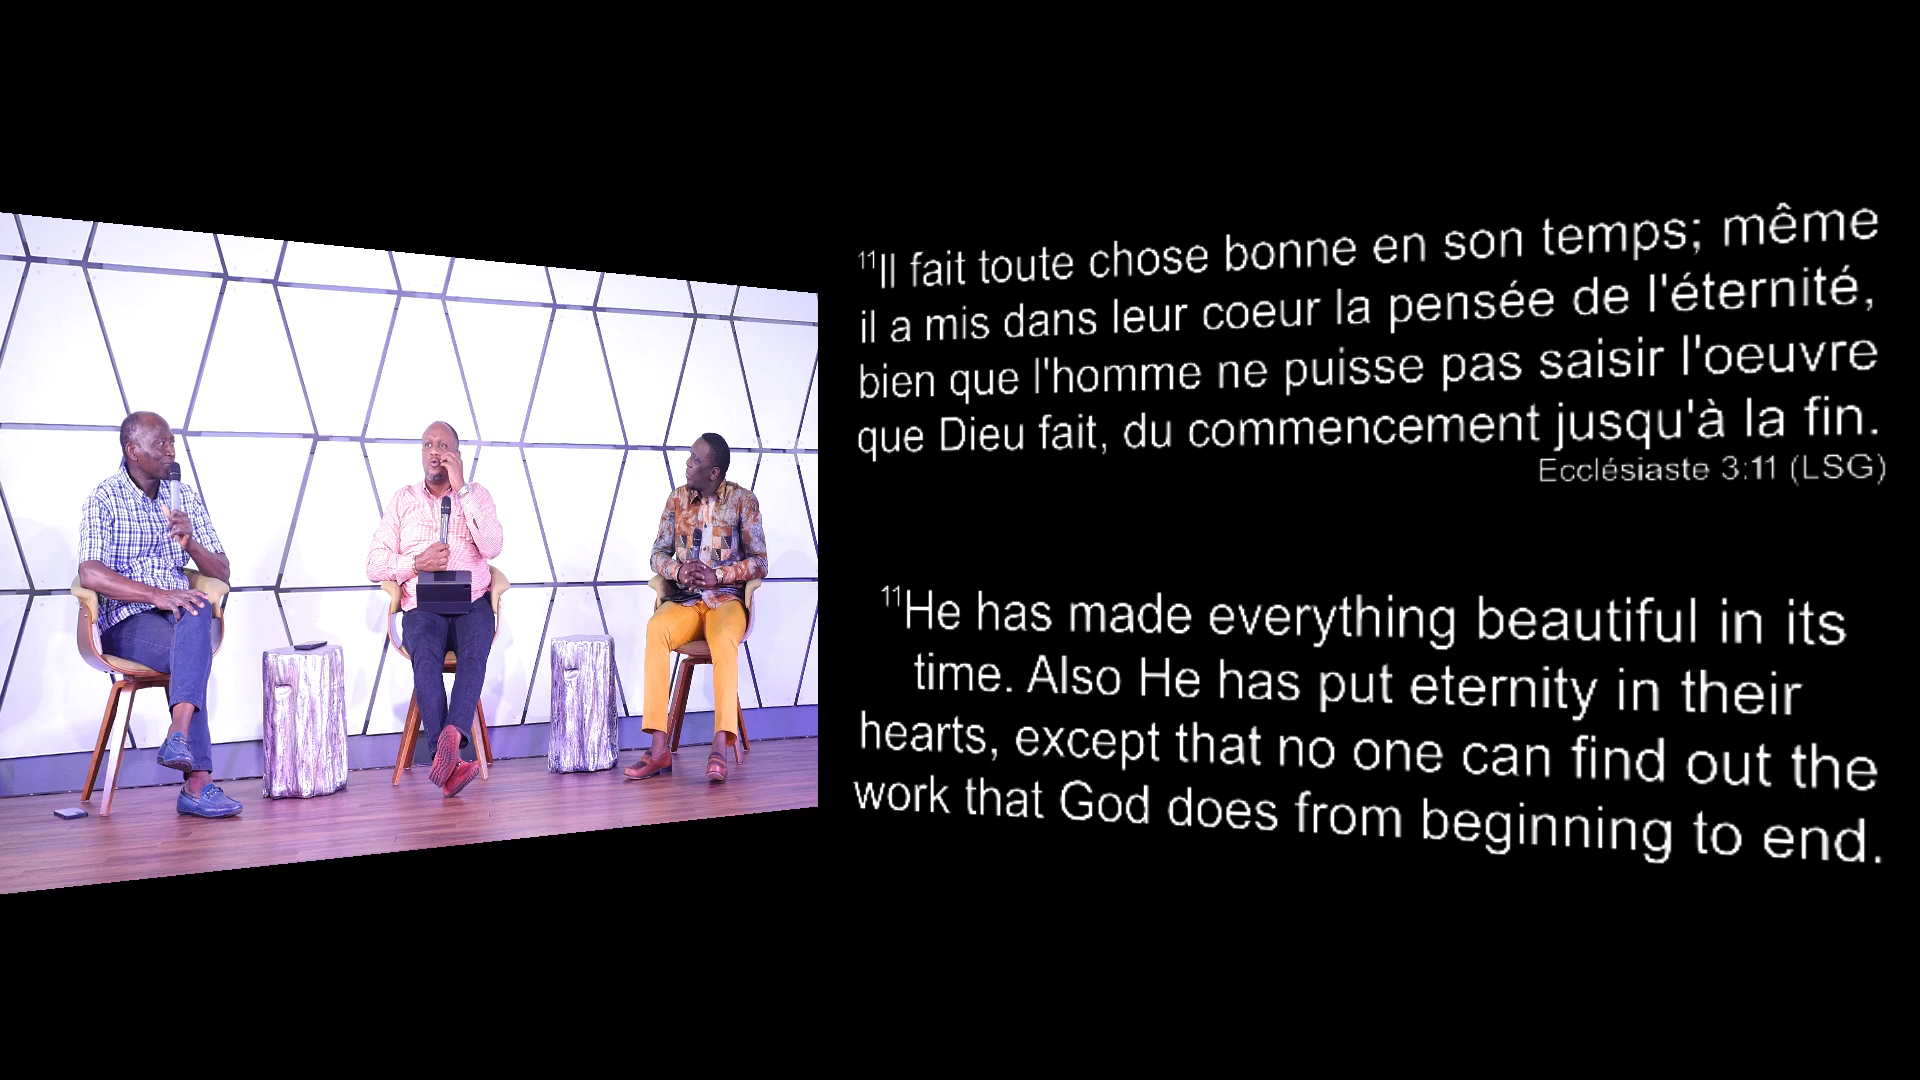 ¹¹Il fait toute chose bonne en son temps; même
il a mis dans leur coeur la pensée de l'éternité,
bien que l'homme ne puisse pas saisir l'oeuvre
que Dieu fait, du commencement jusqu'à la fin.
Ecclésiaste 3:11 (LSG)
¹¹He has made everything beautiful in its
time. Also He has put eternity in their
hearts, except that no one can find out the
work that God does from beginning to end.